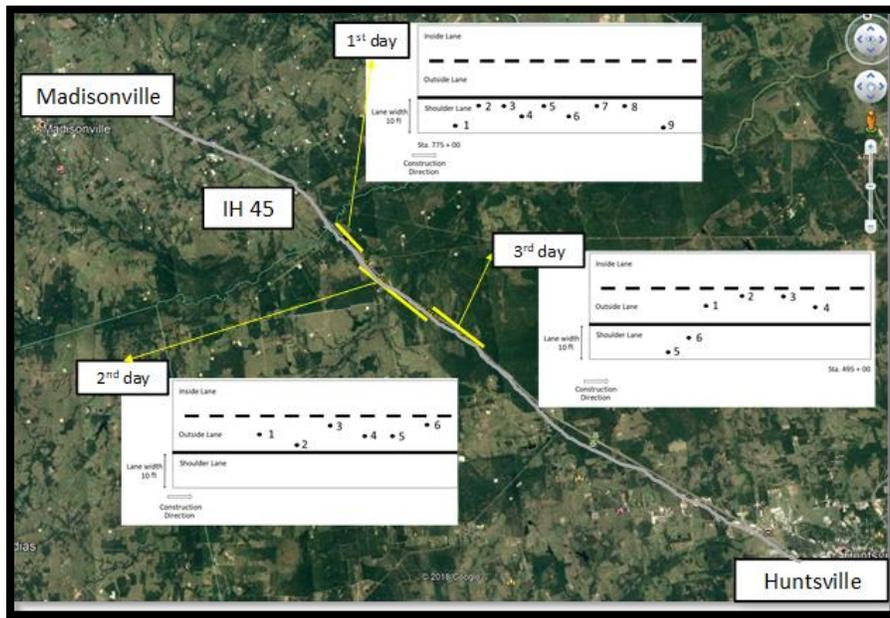 1st day
Inside Lane
Outside Lane
Shoulder Lane
Lane width
10 ft
1
2
3
4
5
6
7
8
9
Sta. 775 + 00
Construction
Direction
Madisonville
Madisonville
IH 45
3rd day
Inside Lane
Outside Lane
1
2
3
4
Lane width
10 ft
Shoulder Lane
5
6
Sta. 495 + 00
Construction
Direction
2nd day
Inside Lane
Outside Lane
1
2
3
4
5
6
Lane width
10 ft
Shoulder Lane
Construction
Direction
dias
© 2018 Google
Huntsville